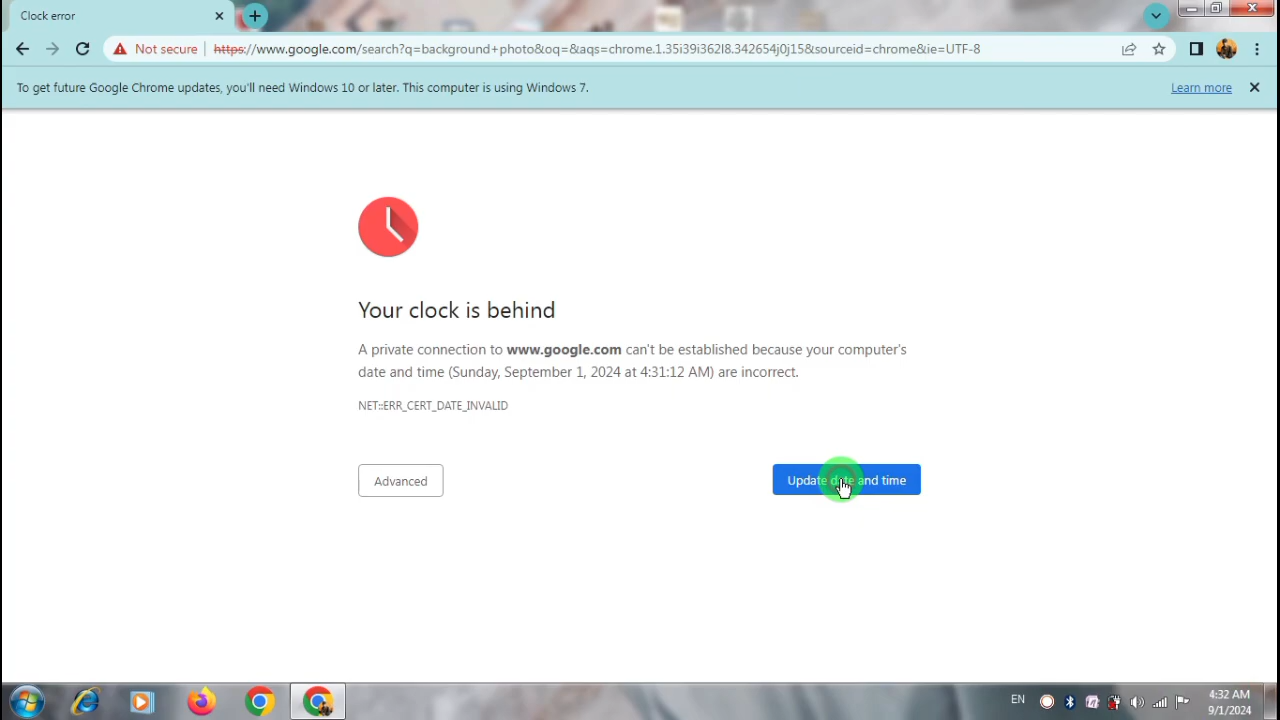 Clock error
Not secure https://www.google.com/search?q=background+photo&oq=&aqs=chrome.1.35i39i362l8.342654j0j15&sourceid=chrome&ie=UTF-8
To get future Google Chrome updates, you'll need Windows 10 or later. This computer is using Windows 7. Learn more
Your clock is behind
A private connection to www.google.com can't be established because your computer's
date and time (Sunday, September 1, 2024 at 4:31:12 AM) are incorrect.
NET::ERR_CERT_DATE_INVALID
Advanced Update date and time
EN 4:32 AM
9/1/2024